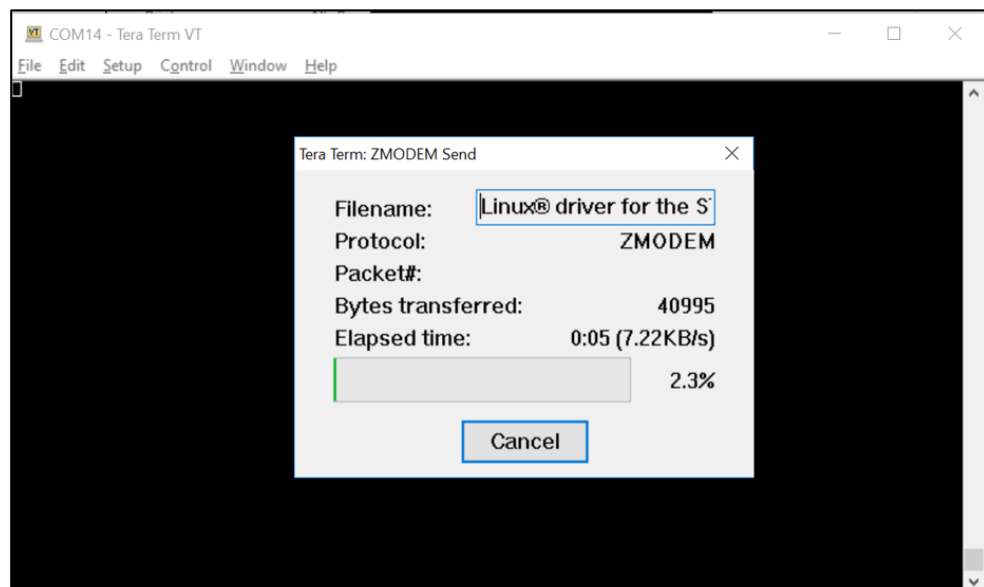 COM14 - Tera Term VT
File Edit Setup Control Window Help
Tera Term: ZMODEM Send
Filename: Linux® driver for the S
Protocol: ZMODEM
Packet#:
Bytes transferred: 40995
Elapsed time: 0:05 (7.22KB/s)
2.3%
Cancel